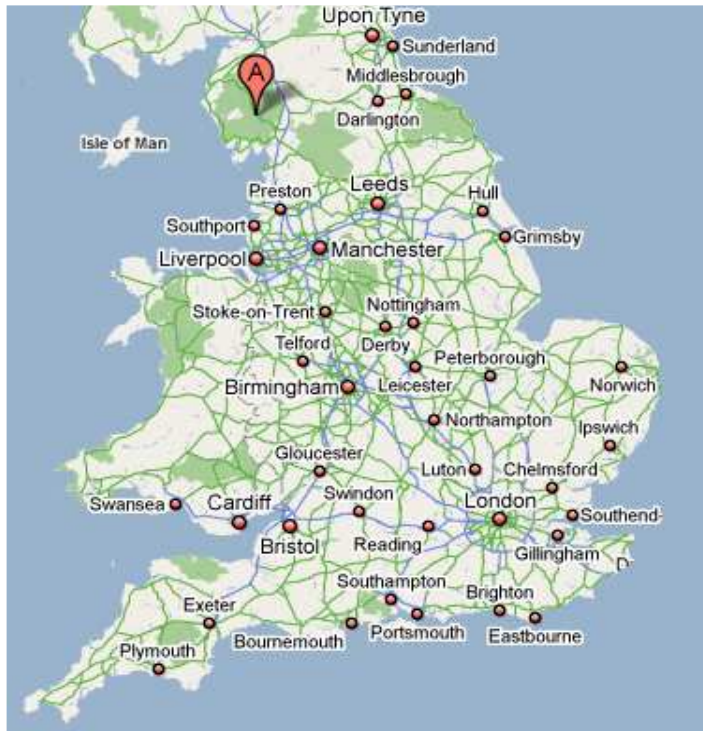 Upon Tyne
Sunderland
A
Middlesbrough
Darlington
Isle of Man
Preston
Leeds
Hull
Southport
Grimsby
Manchester
Liverpool
Stoke-on-Trent
Nottingham
Derby
Telford
Peterborough
Birmingham
Leicester
Norwich
Northampton
Ipswich
Gloucester
Luton
Chelmsford
Swansea
Cardiff
Swindon
London
Southend-
Bristol
Reading
Gillingham
D
Southampton
Brighton
Exeter
Bournemouth
Portsmouth
Eastbourne
Plymouth